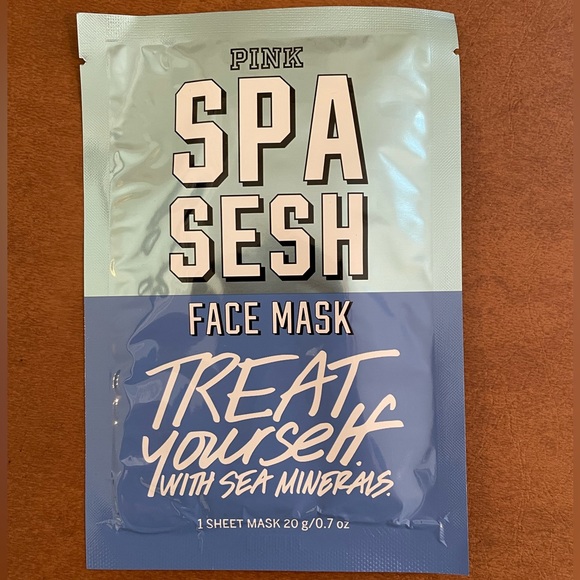 PINK
SPA
SESH
FACE MASK
TREAT
yourself.
WITH SEA MINERALS.
1 SHEET MASK 20 g/0.7 oz